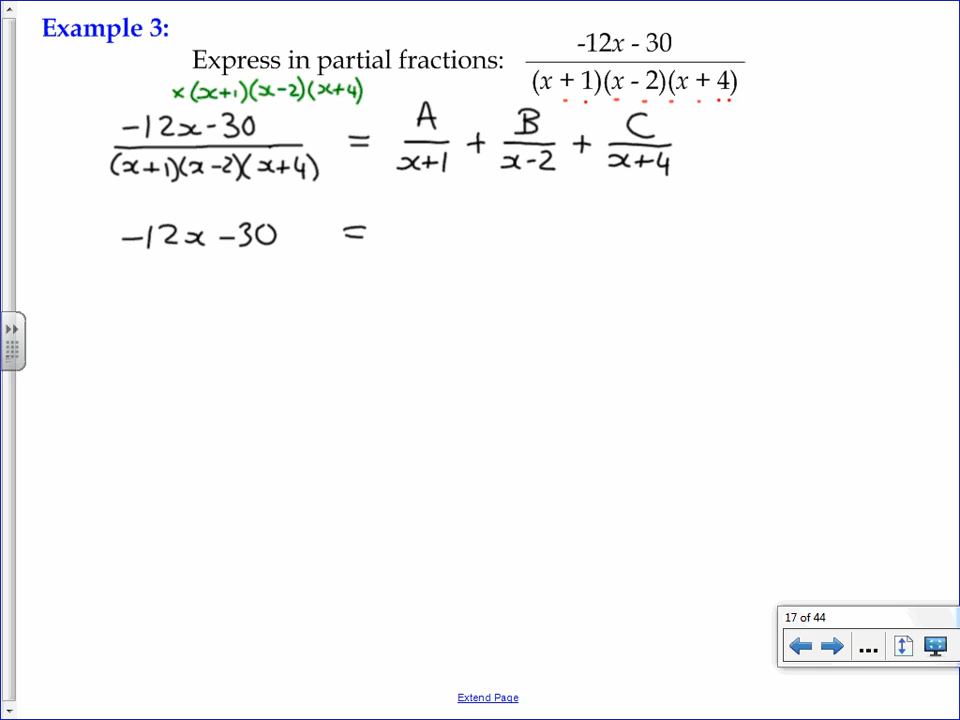 Example 3:
Express in partial fractions: -12x - 30 / (x + 1)(x - 2)(x + 4)
×(x+1)(x-2)(x+4)
-12x-30 / (x+1)(x-2)(x+4) = A / x+1 + B / x-2 + C / x+4
-12x -30 =
17 of 44
...
Extend Page